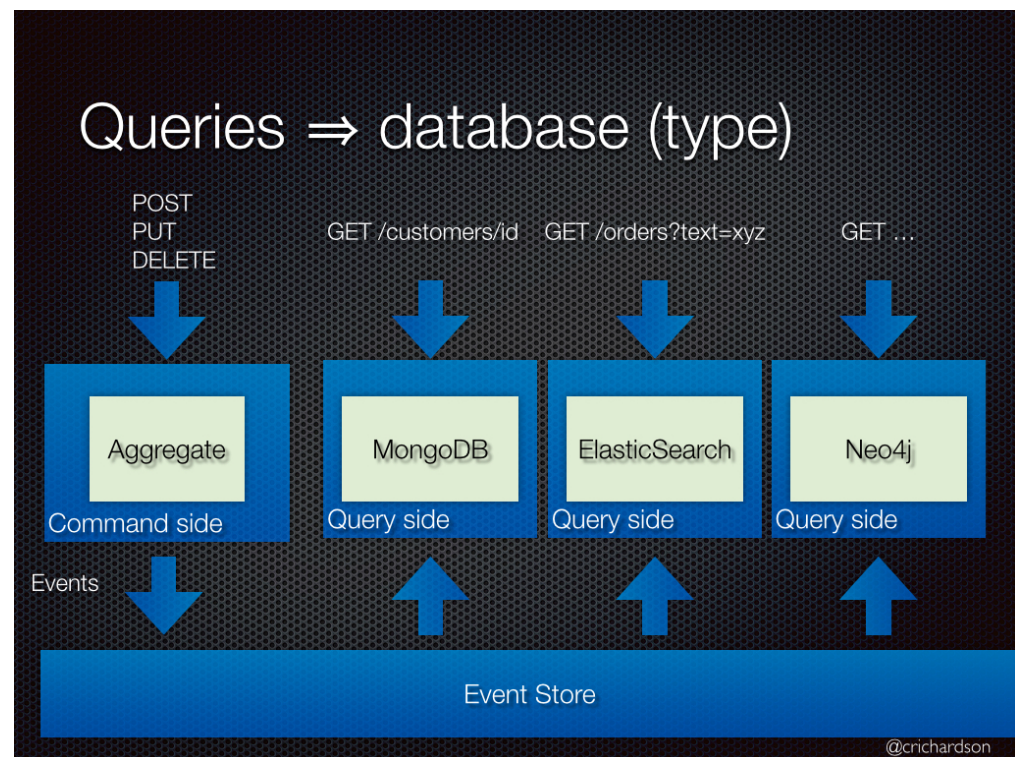 Queries ⇒ database (type)
POST
PUT
DELETE
GET /customers/id
GET /orders?text=xyz
GET …
Aggregate
Command side
MongoDB
Query side
ElasticSearch
Query side
Neo4j
Query side
Events
Event Store
@crichardson